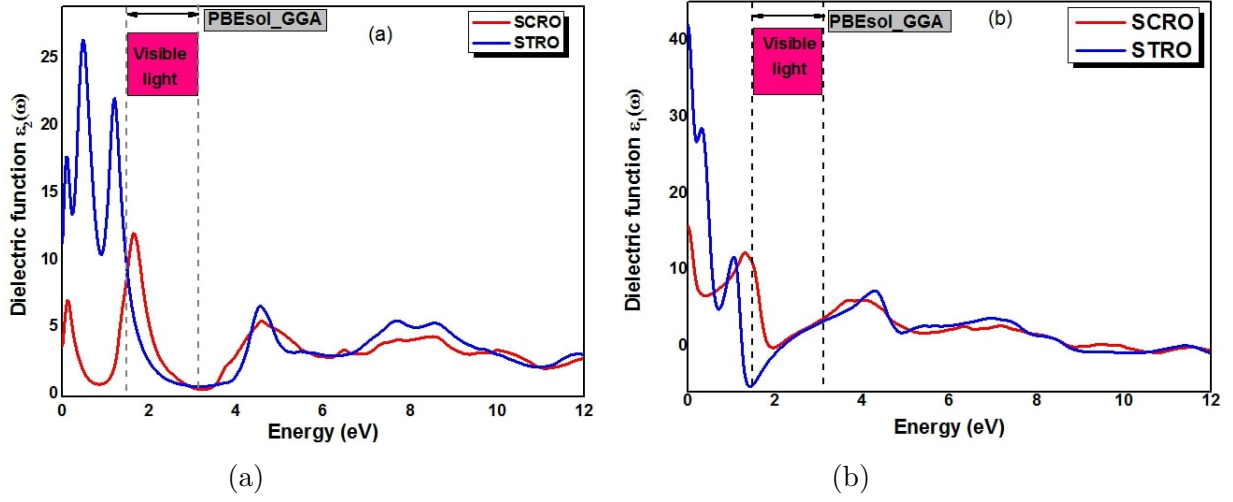 PBEsol_GGA
(a)
SCRO
STRO
Visible
light
Dielectric function ε₂(ω)
25
20
15
10
5
0
0 2 4 6 8 10 12
Energy (eV)
(a)
PBEsol_GGA
(b)
SCRO
STRO
Visible
light
Dielectric function ε₁(ω)
40
30
20
10
0
0 2 4 6 8 10 12
Energy (eV)
(b)